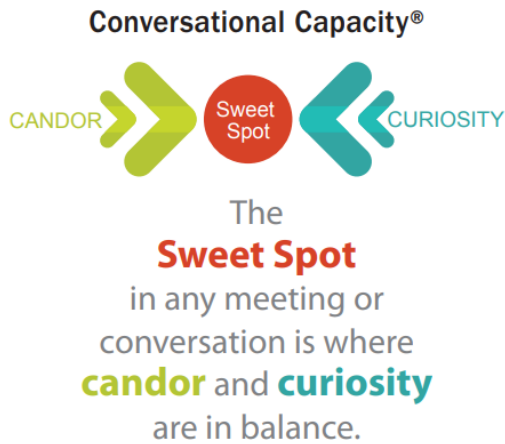 Conversational Capacity®
CANDOR
Sweet
Spot
CURIOSITY
The
Sweet Spot
in any meeting or
conversation is where
candor and curiosity
are in balance.